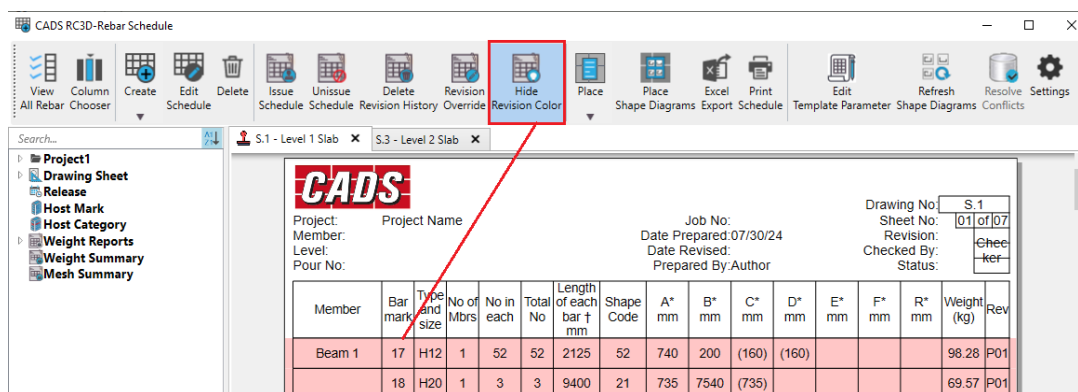 CADS RC3D-Rebar Schedule
View All Rebar
Column Chooser
Create
Edit Schedule
Delete
Issue Schedule
Unissue Schedule
Delete Revision History
Revision Override
Hide Revision Color
Place
Place Shape Diagrams
Excel Export
Print Schedule
Edit Template Parameter
Refresh Shape Diagrams
Resolve Conflicts
Settings
Search...
S.1 - Level 1 Slab
S.3 - Level 2 Slab
Project1
Drawing Sheet
Release
Host Mark
Host Category
Weight Reports
Weight Summary
Mesh Summary
CADS
Drawing No: S.1
Project: Project Name Job No: Sheet No: 01 of 07
Member: Date Prepared:07/30/24 Revision:
Level: Date Revised: Checked By: Checker
Pour No: Prepared By:Author Status:
Member Bar mark Type and size No of Mbrs No in each Total No Length of each bar † mm Shape Code A* mm B* mm C* mm D* mm E* mm F* mm R* mm Weight (kg) Rev
Beam 1 17 H12 1 52 52 2125 52 740 200 (160) (160) 98.28 P01
18 H20 1 3 3 9400 21 735 7540 (735) 69.57 P01